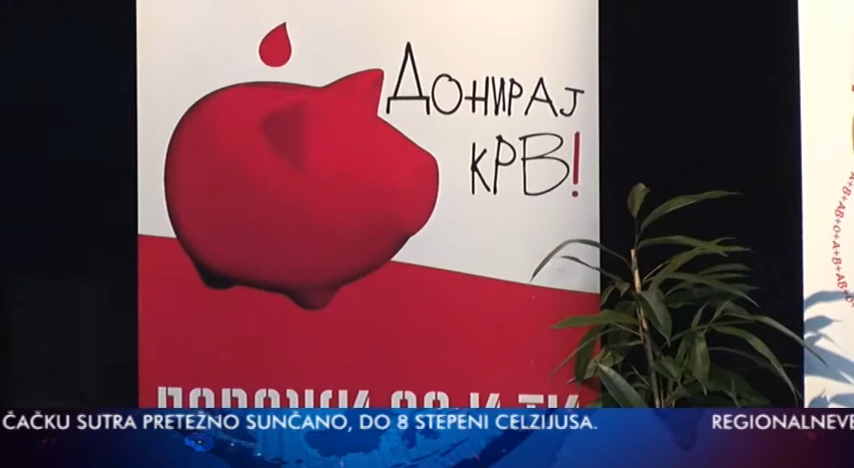 ДОНИРАЈ
КРВ!
ČAČKU SUTRA PRETEŽNO SUNČANO, DO 8 STEPENI CELZIJUSA. REGIONALNEVE